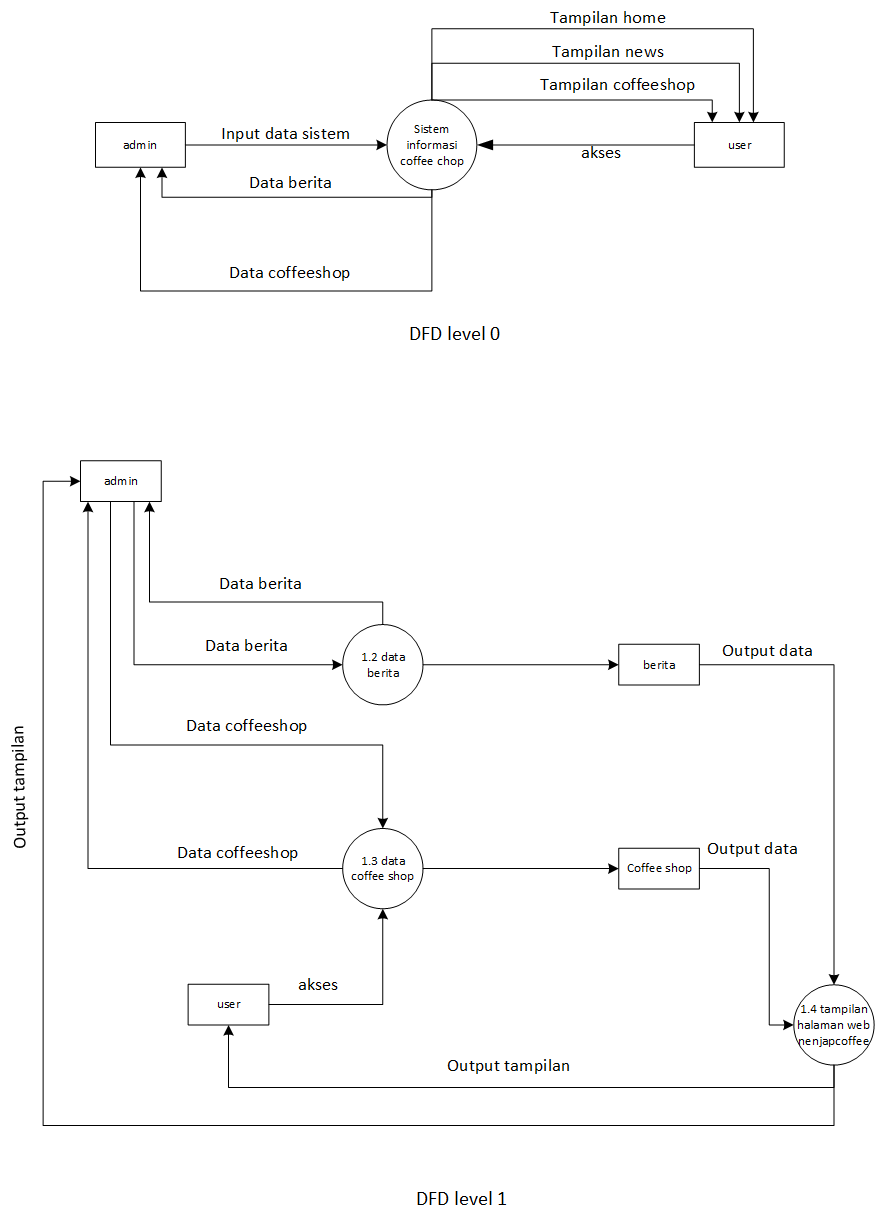 Tampilan home
Tampilan news
Tampilan coffeeshop
admin
Input data sistem
Sistem
informasi
coffee chop
akses
user
Data berita
Data coffeeshop
DFD level 0
admin
Data berita
Data berita
1.2 data
berita
berita
Output data
Data coffeeshop
Output tampilan
Data coffeeshop
1.3 data
coffee shop
Coffee shop
Output data
user
akses
1.4 tampilan
halaman web
nenjapcoffee
Output tampilan
DFD level 1